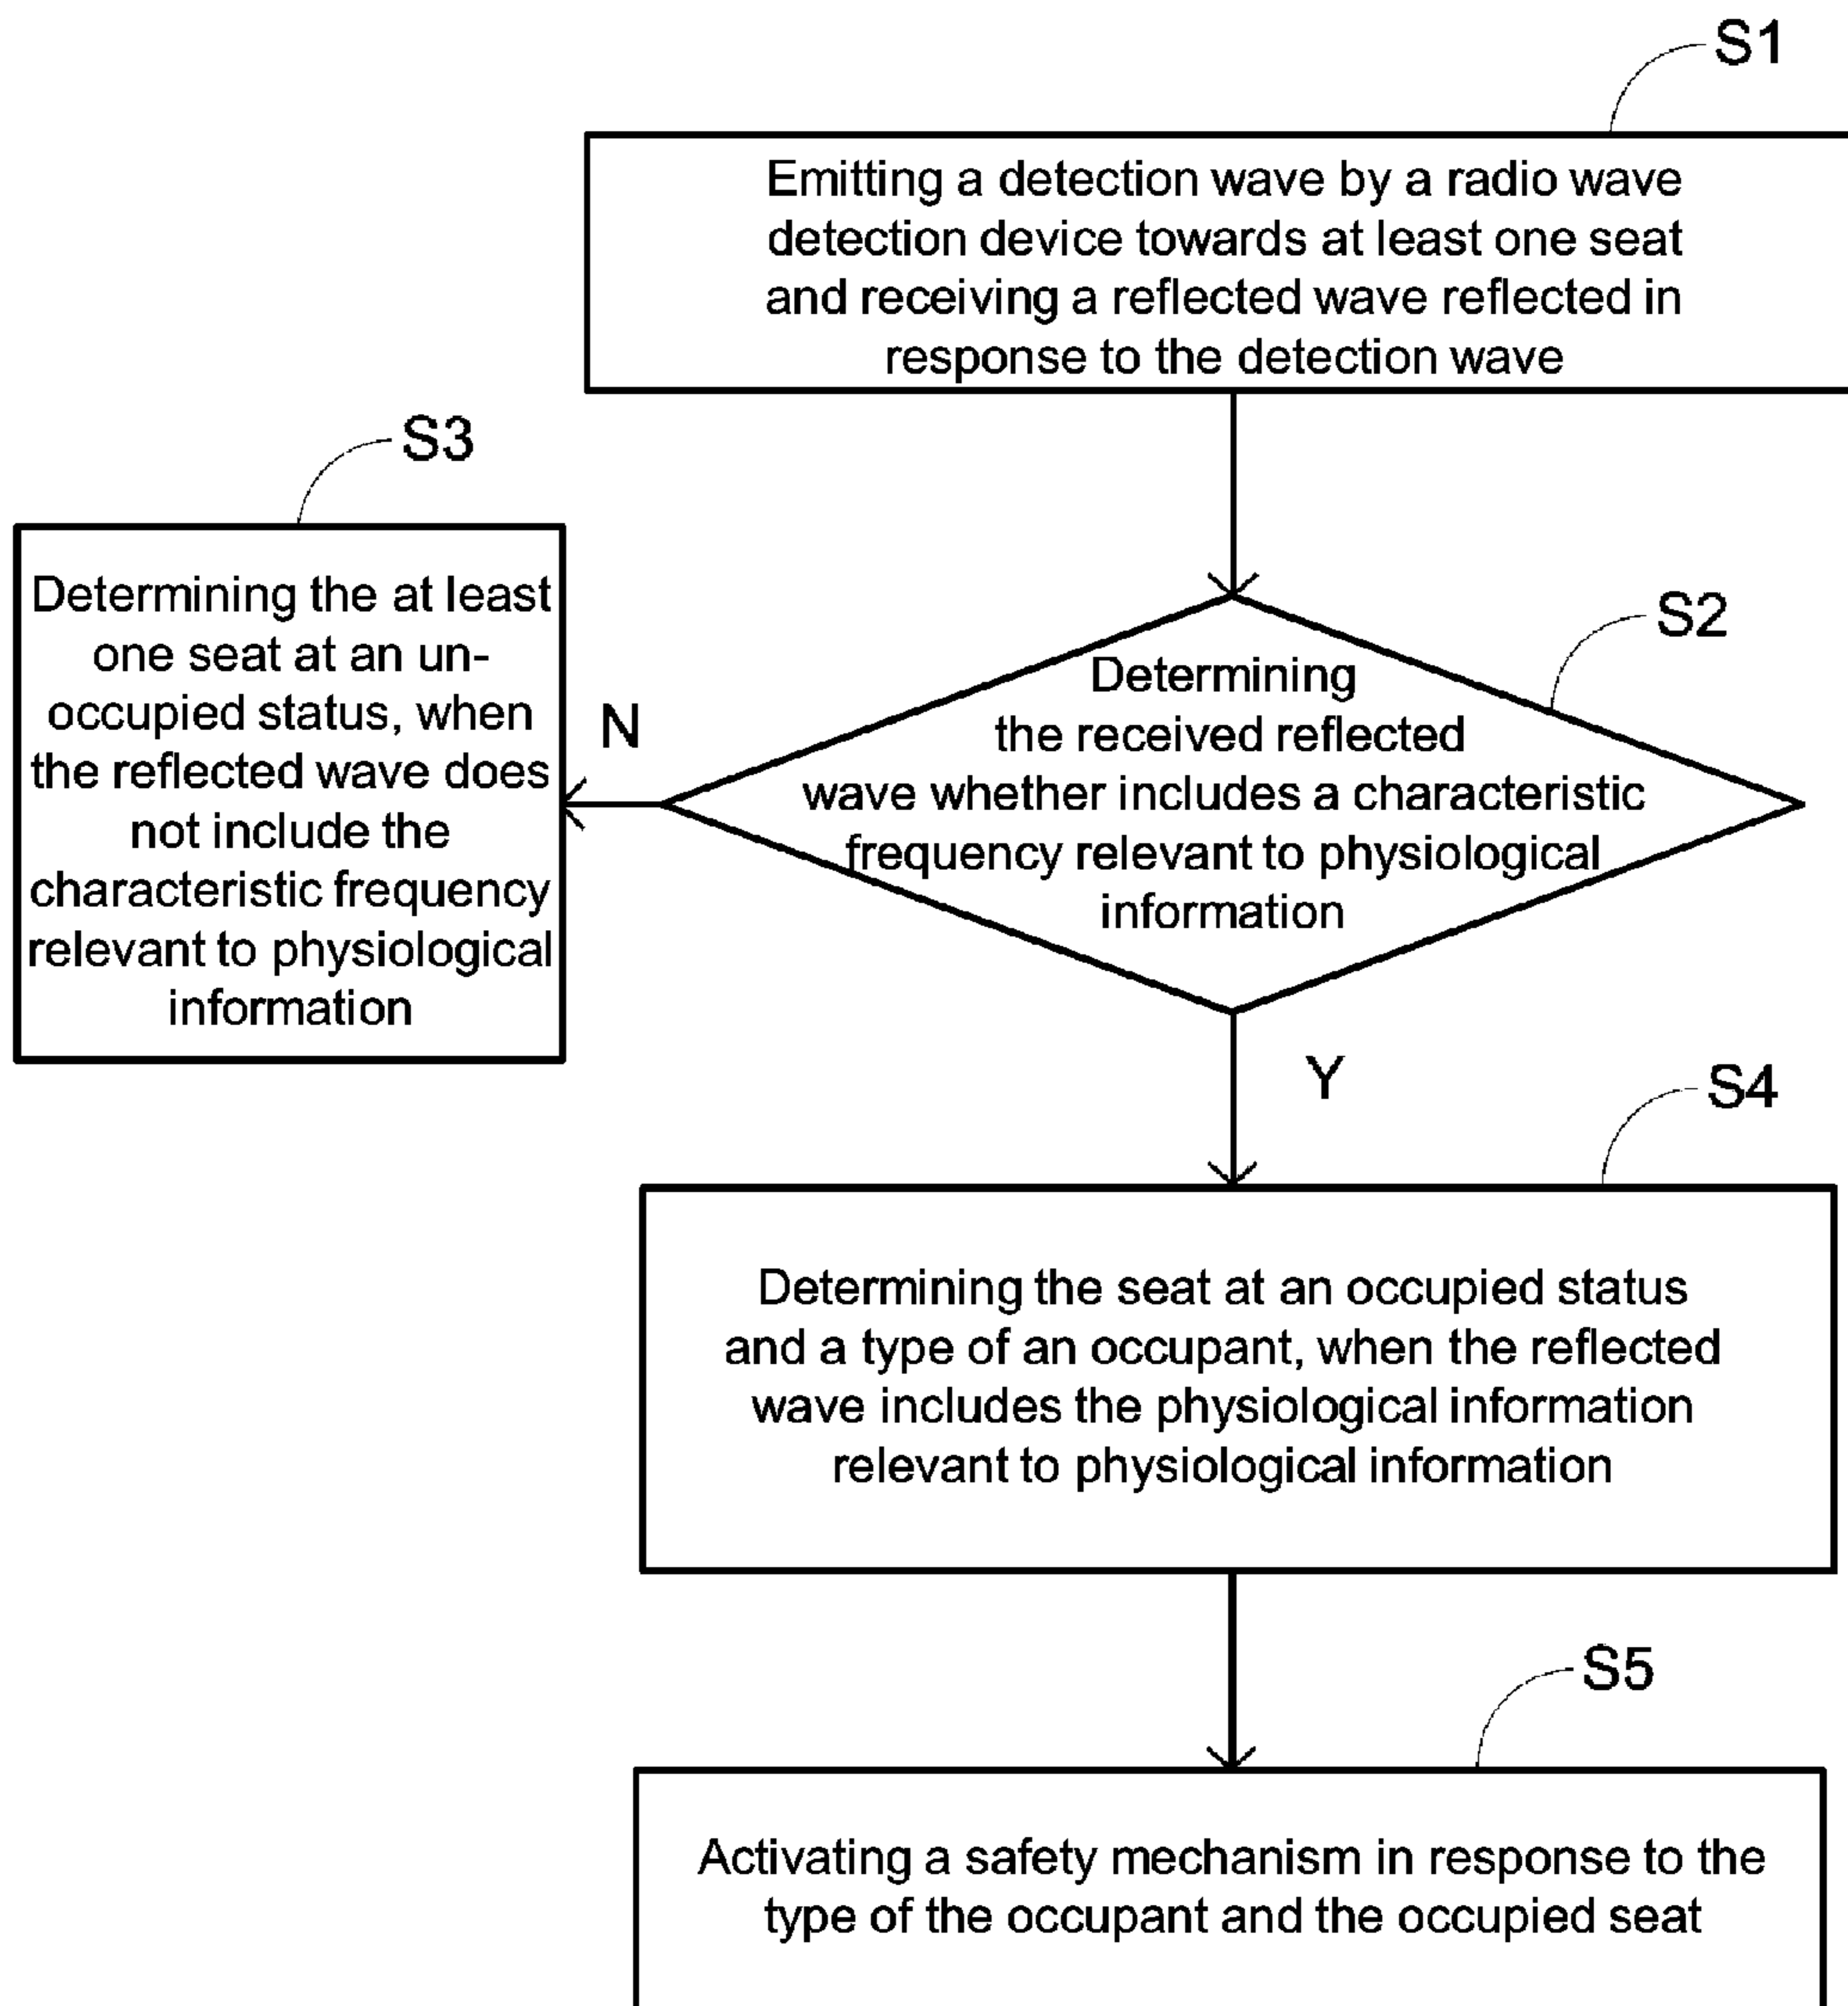 S1
Emitting a detection wave by a radio wave
detection device towards at least one seat
and receiving a reflected wave reflected in
response to the detection wave
S3
Determining the at least
one seat at an un-
occupied status, when
the reflected wave does
not include the
characteristic frequency
relevant to physiological
information
N
S2
Determining
the received reflected
wave whether includes a characteristic
frequency relevant to physiological
information
Y
S4
Determining the seat at an occupied status
and a type of an occupant, when the reflected
wave includes the physiological information
relevant to physiological information
S5
Activating a safety mechanism in response to the
type of the occupant and the occupied seat